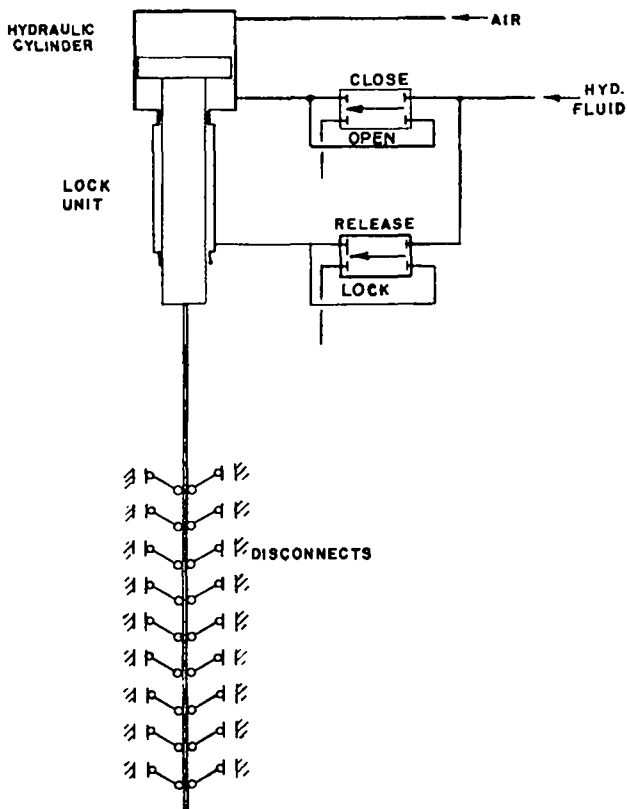 HYDRAULIC
CYLINDER
AIR
CLOSE
HYD.
FLUID
OPEN
LOCK
UNIT
RELEASE
LOCK
DISCONNECTS